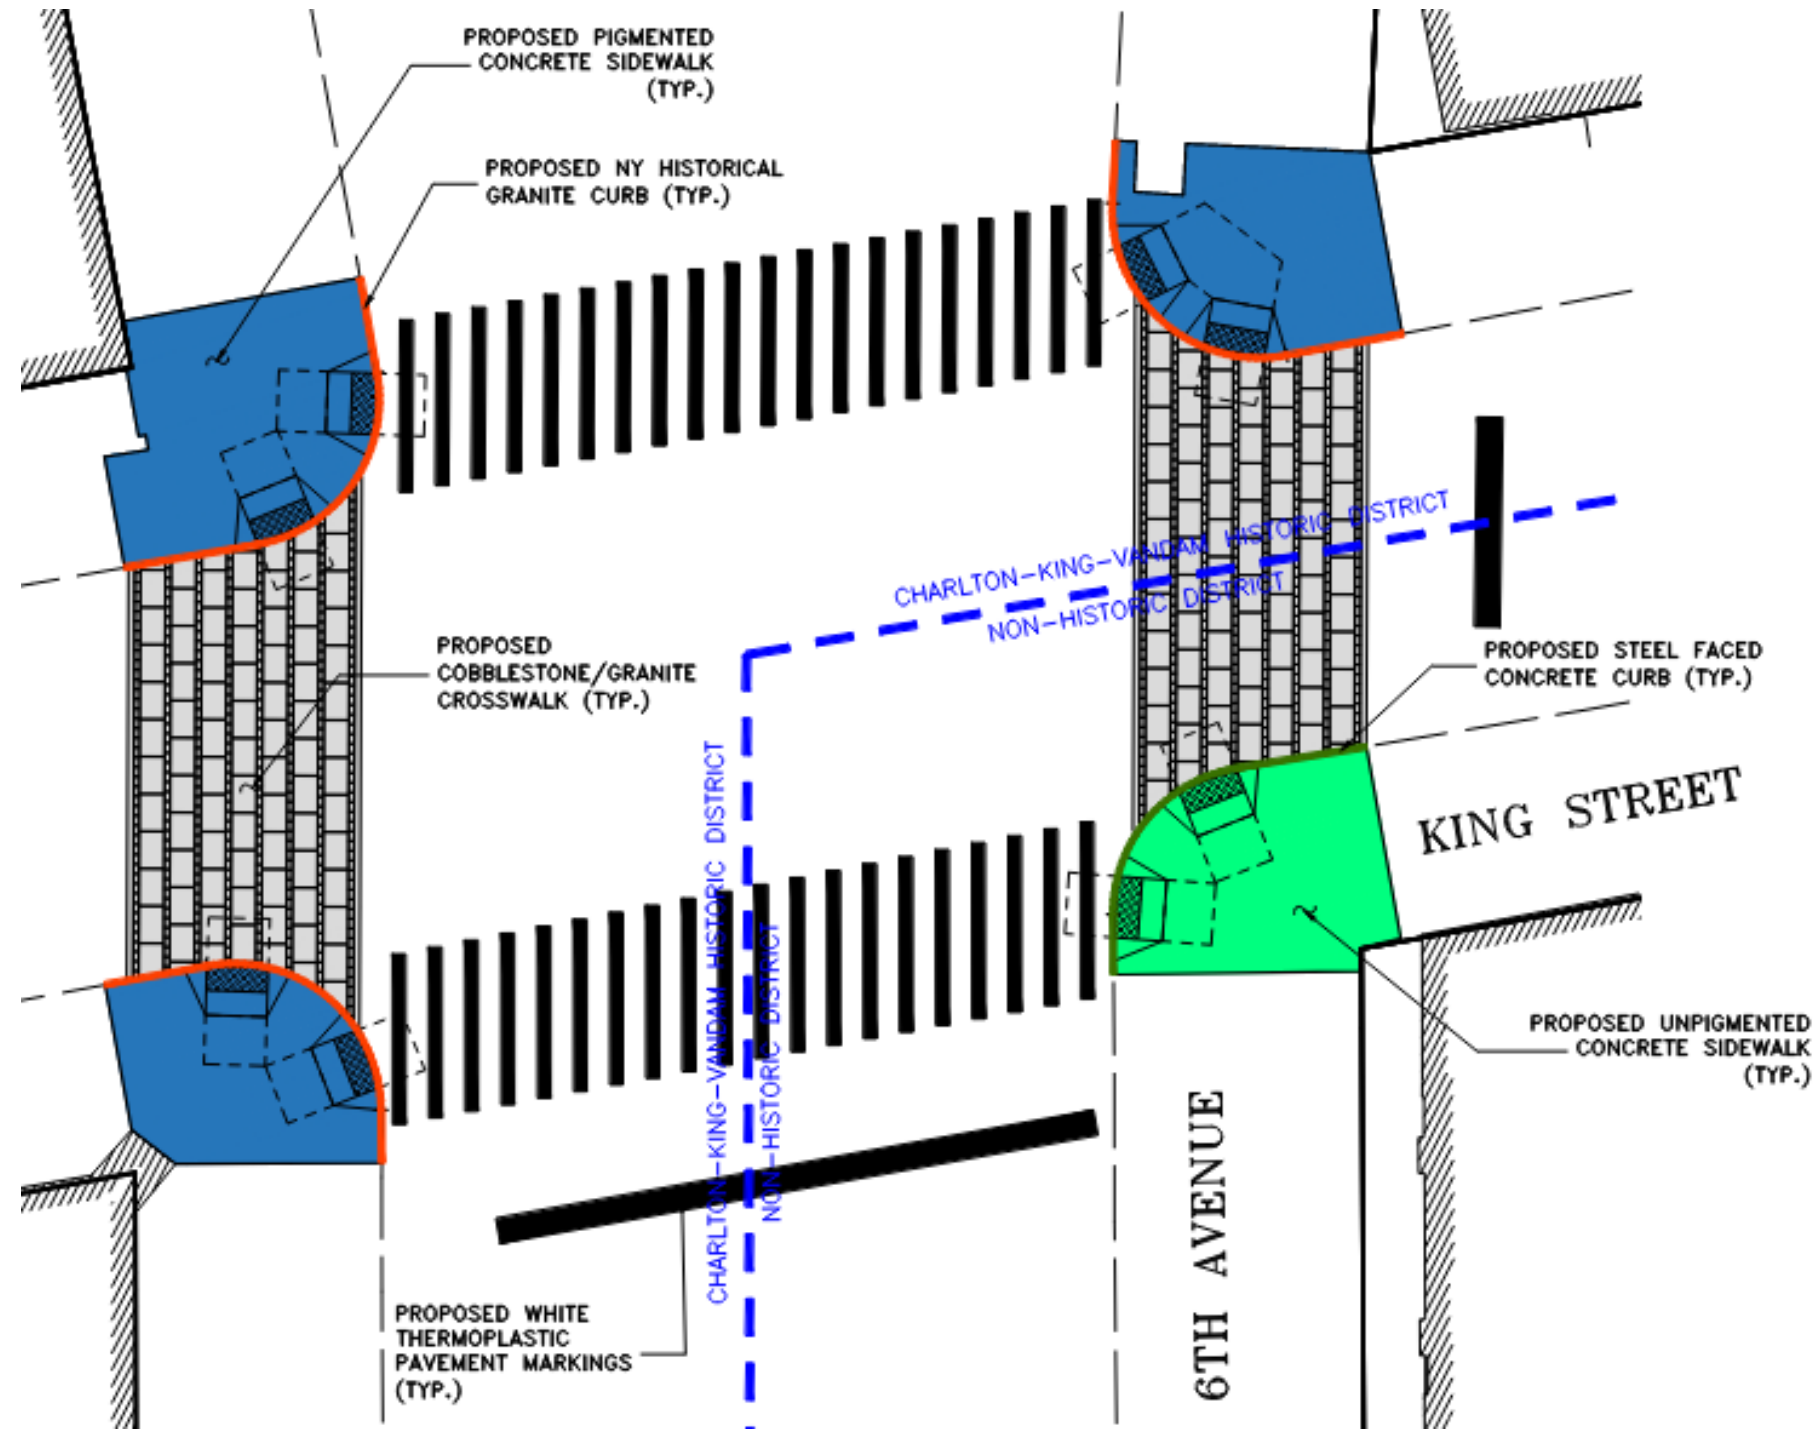 PROPOSED PIGMENTED
CONCRETE SIDEWALK
(TYP.)
PROPOSED NY HISTORICAL
GRANITE CURB (TYP.)
CHARLTON-KING-VANDAM HISTORIC DISTRICT
NON-HISTORIC DISTRICT
PROPOSED
COBBLESTONE/GRANITE
CROSSWALK (TYP.)
PROPOSED STEEL FACED
CONCRETE CURB (TYP.)
KING STREET
CHARLTON-KING-VANDAM HISTORIC DISTRICT
NON-HISTORIC DISTRICT
PROPOSED UNPIGMENTED
CONCRETE SIDEWALK
(TYP.)
6TH AVENUE
PROPOSED WHITE
THERMOPLASTIC
PAVEMENT MARKINGS
(TYP.)